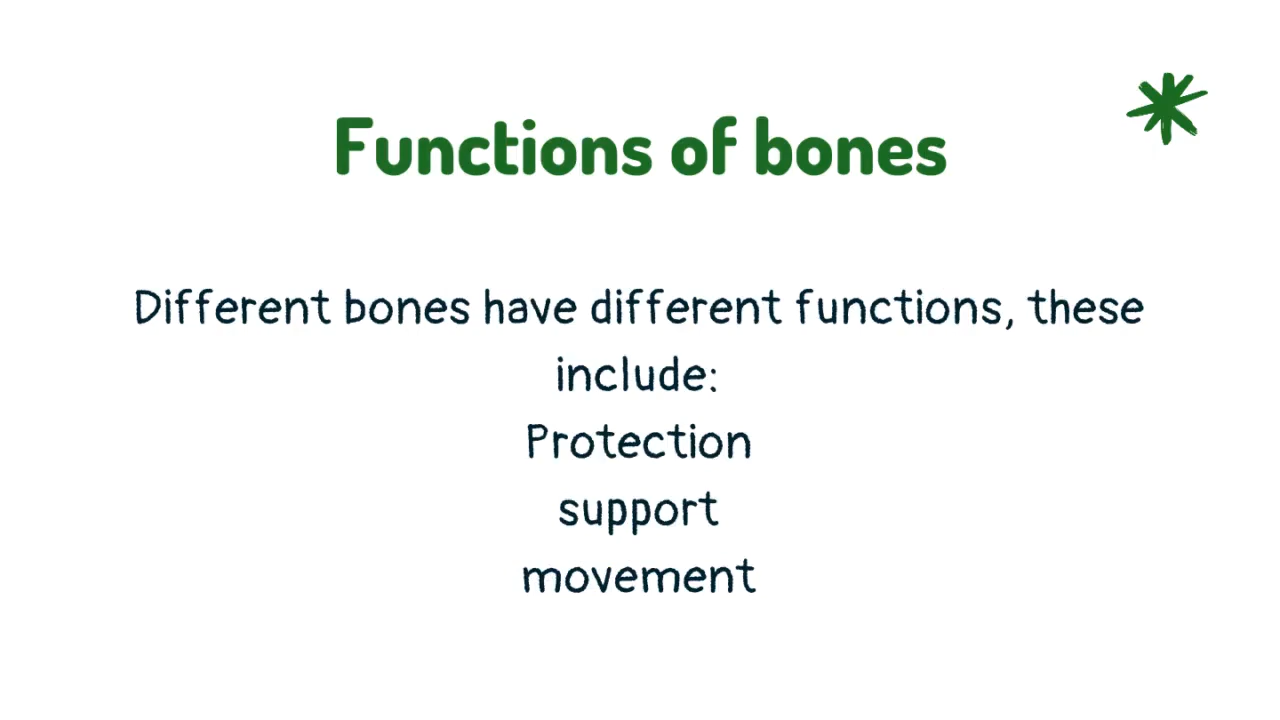 Functions of bones
Different bones have different functions, these
include:
Protection
support
movement